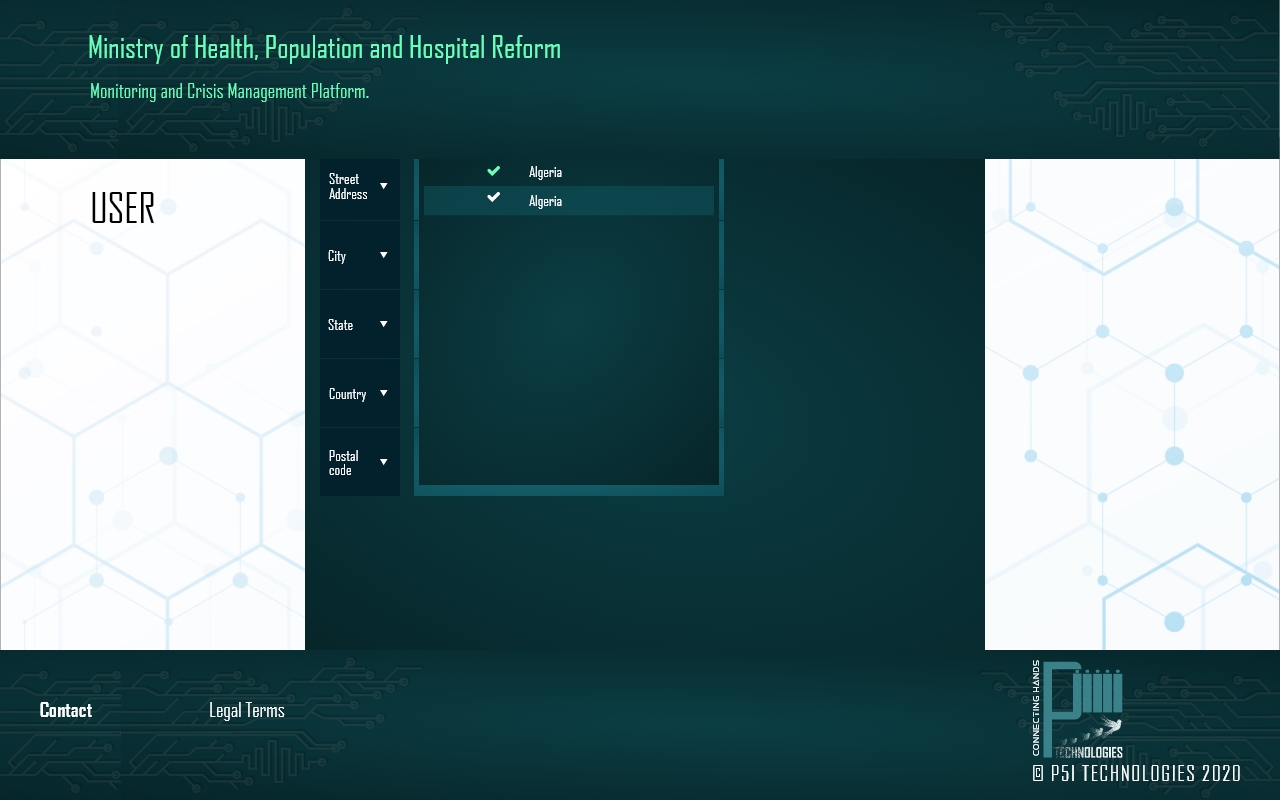 Ministry of Health, Population and Hospital Reform
Monitoring and Crisis Management Platform.
USER
Street
Address
Algeria
Algeria
City
State
Country
Postal
code
Contact
Legal Terms
CONNECTING HANDS
TECHNOLOGIES
© P5I TECHNOLOGIES 2020